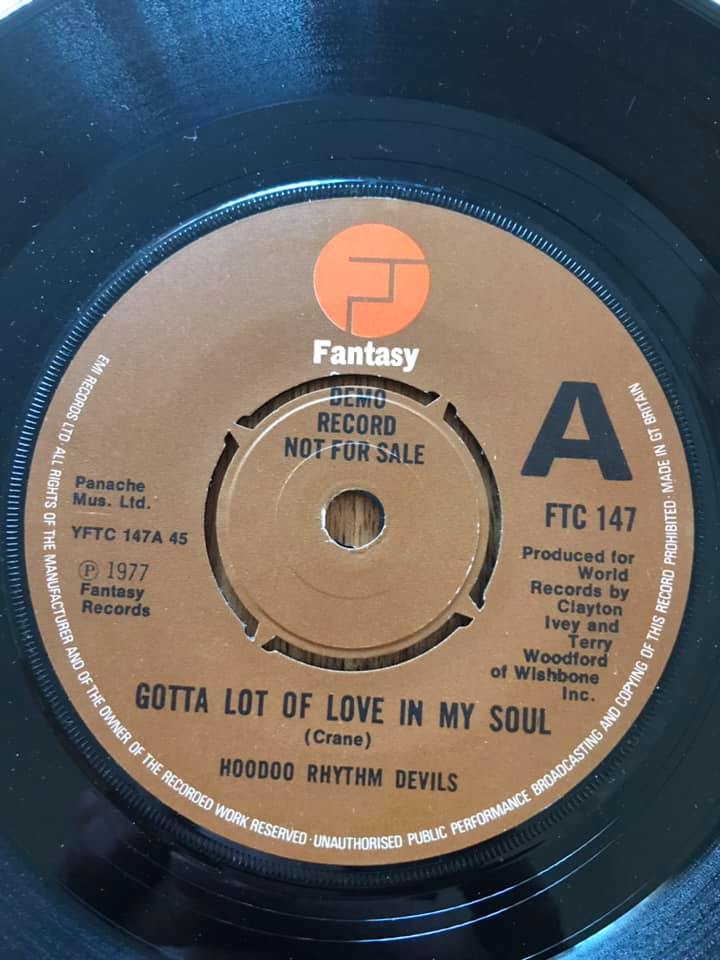 Fantasy
DEMO
RECORD
NOT FOR SALE
A
FTC 147
Panache
Mus. Ltd.
YFTC 147A 45
℗ 1977
Fantasy
Records
Produced for
World
Records by
Clayton
Ivey and
Terry
Woodford
of Wishbone
Inc.
GOTTA LOT OF LOVE IN MY SOUL
(Crane)
HOODOO RHYTHM DEVILS
EMI RECORDS LTD·ALL RIGHTS OF THE MANUFACTURER AND OF THE OWNER OF THE RECORDED WORK RESERVED·UNAUTHORISED PUBLIC PERFORMANCE BROADCASTING AND COPYING OF THIS RECORD PROHIBITED·MADE IN GT BRITAIN